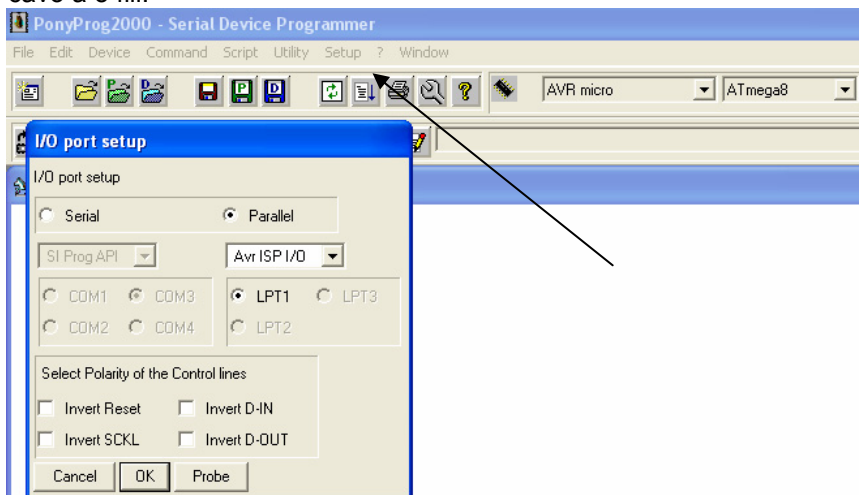 PonyProg2000 - Serial Device Programmer
File Edit Device Command Script Utility Setup ? Window
AVR micro ATmega8
I/O port setup
I/O port setup
Serial Parallel
SI Prog API Avr ISP I/O
COM1 COM3 LPT1 LPT3
COM2 COM4 LPT2
Select Polarity of the Control lines
Invert Reset Invert D-IN
Invert SCKL Invert D-OUT
Cancel OK Probe